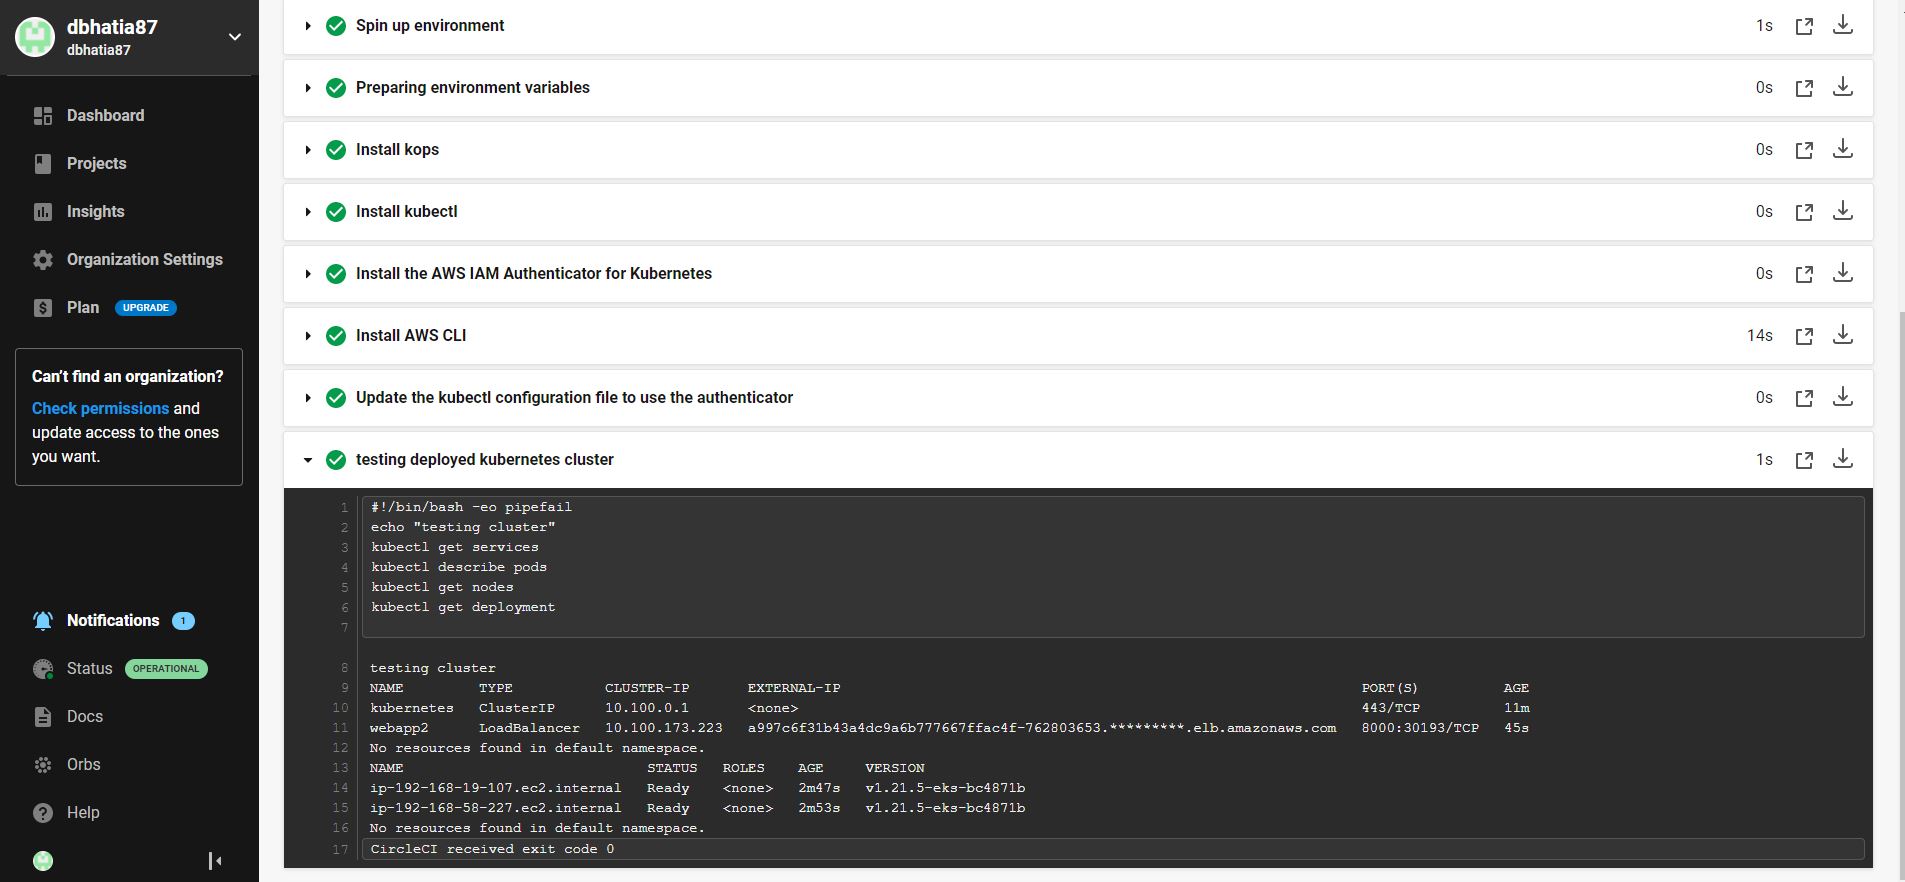 dbhatia87
dbhatia87
Dashboard
Projects
Insights
Organization Settings
Plan UPGRADE
Can't find an organization?
Check permissions and
update access to the ones
you want.
Notifications 1
Status OPERATIONAL
Docs
Orbs
Help
Spin up environment 1s
Preparing environment variables 0s
Install kops 0s
Install kubectl 0s
Install the AWS IAM Authenticator for Kubernetes 0s
Install AWS CLI 14s
Update the kubectl configuration file to use the authenticator 0s
testing deployed kubernetes cluster 1s
1 #!/bin/bash -eo pipefail
2 echo "testing cluster"
3 kubectl get services
4 kubectl describe pods
5 kubectl get nodes
6 kubectl get deployment
7
8 testing cluster
9 NAME TYPE CLUSTER-IP EXTERNAL-IP PORT(S) AGE
10 kubernetes ClusterIP 10.100.0.1 <none> 443/TCP 11m
11 webapp2 LoadBalancer 10.100.173.223 a997c6f31b43a4dc9a6b777667ffac4f-762803653.*********.elb.amazonaws.com 8000:30193/TCP 45s
12 No resources found in default namespace.
13 NAME STATUS ROLES AGE VERSION
14 ip-192-168-19-107.ec2.internal Ready <none> 2m47s v1.21.5-eks-bc4871b
15 ip-192-168-58-227.ec2.internal Ready <none> 2m53s v1.21.5-eks-bc4871b
16 No resources found in default namespace.
17 CircleCI received exit code 0